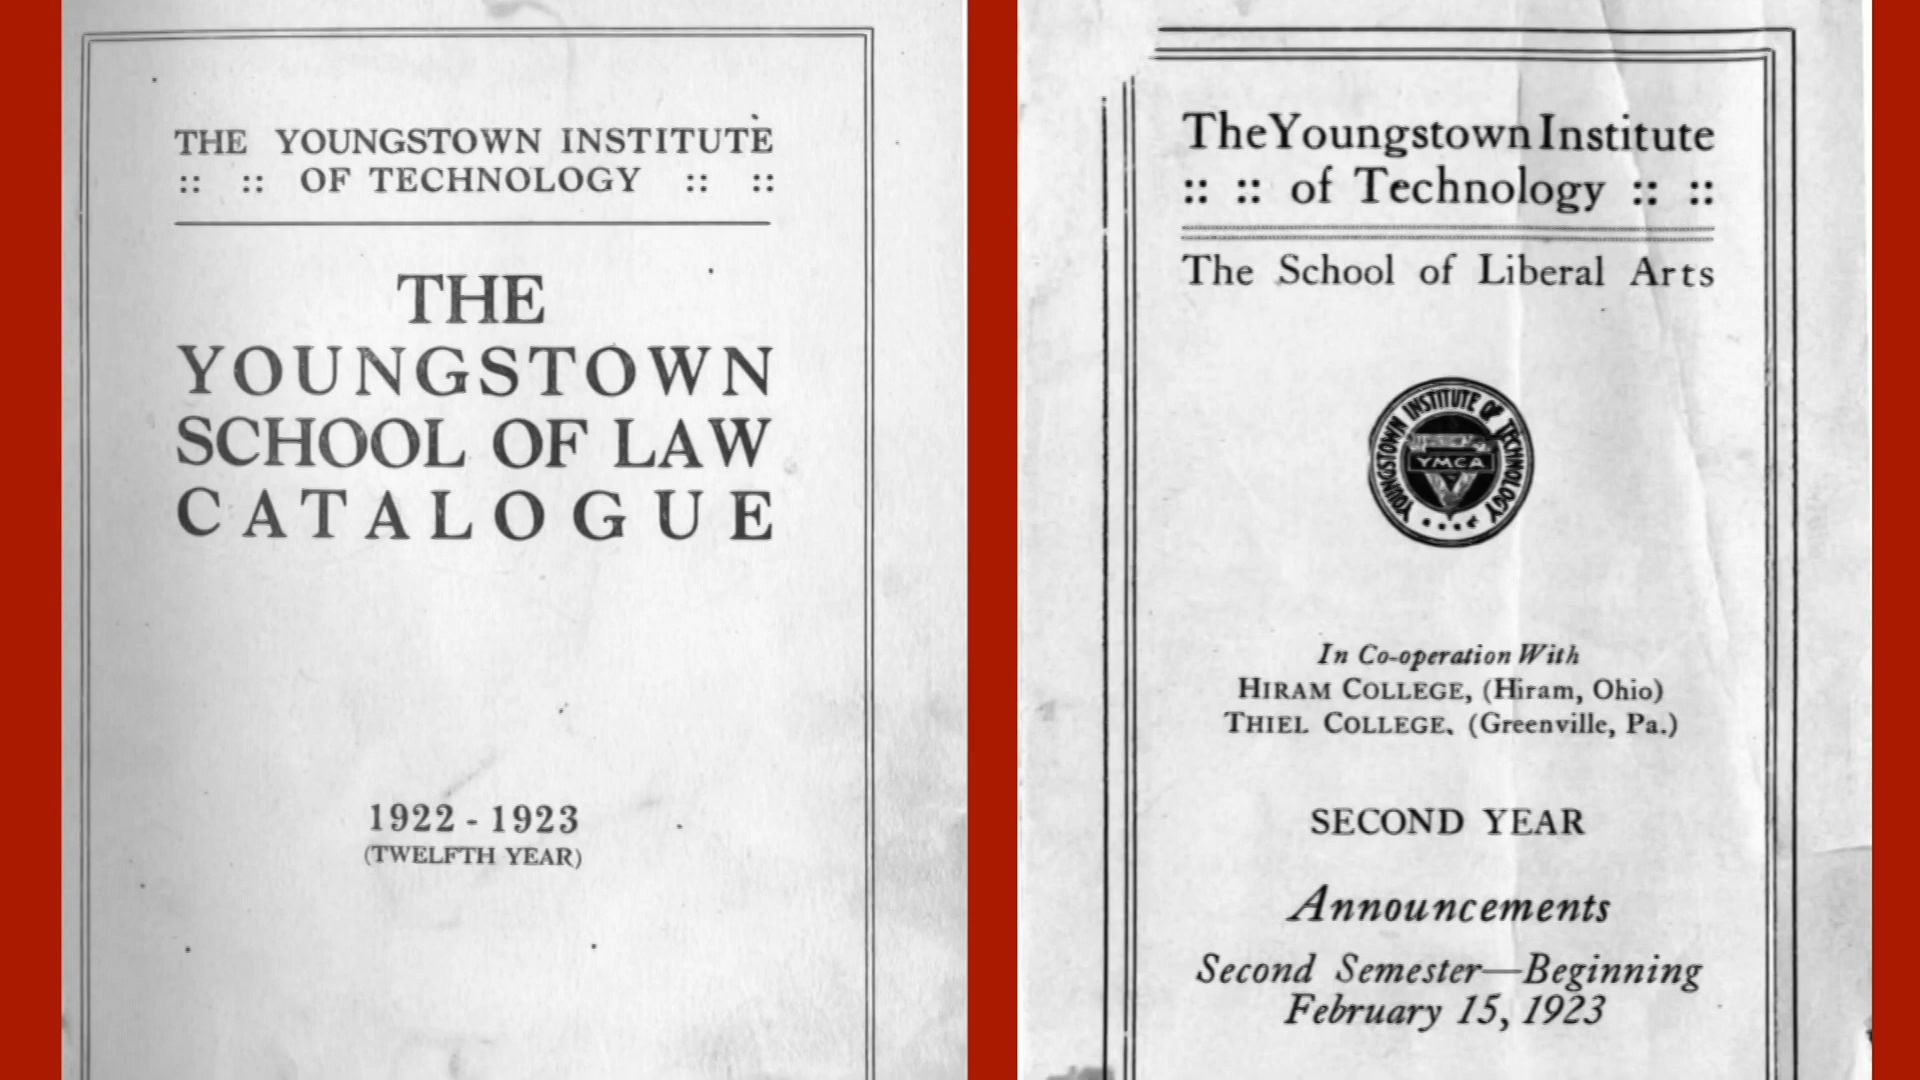 THE YOUNGSTOWN INSTITUTE
:: :: OF TECHNOLOGY :: ::
THE
YOUNGSTOWN
SCHOOL OF LAW
CATALOGUE
1922 - 1923
(TWELFTH YEAR)
The Youngstown Institute
:: :: of Technology :: ::
The School of Liberal Arts
YOUNGSTOWN INSTITUTE OF TECHNOLOGY
YMCA
In Co-operation With
HIRAM COLLEGE, (Hiram, Ohio)
THIEL COLLEGE. (Greenville, Pa.)
SECOND YEAR
Announcements
Second Semester—Beginning
February 15, 1923